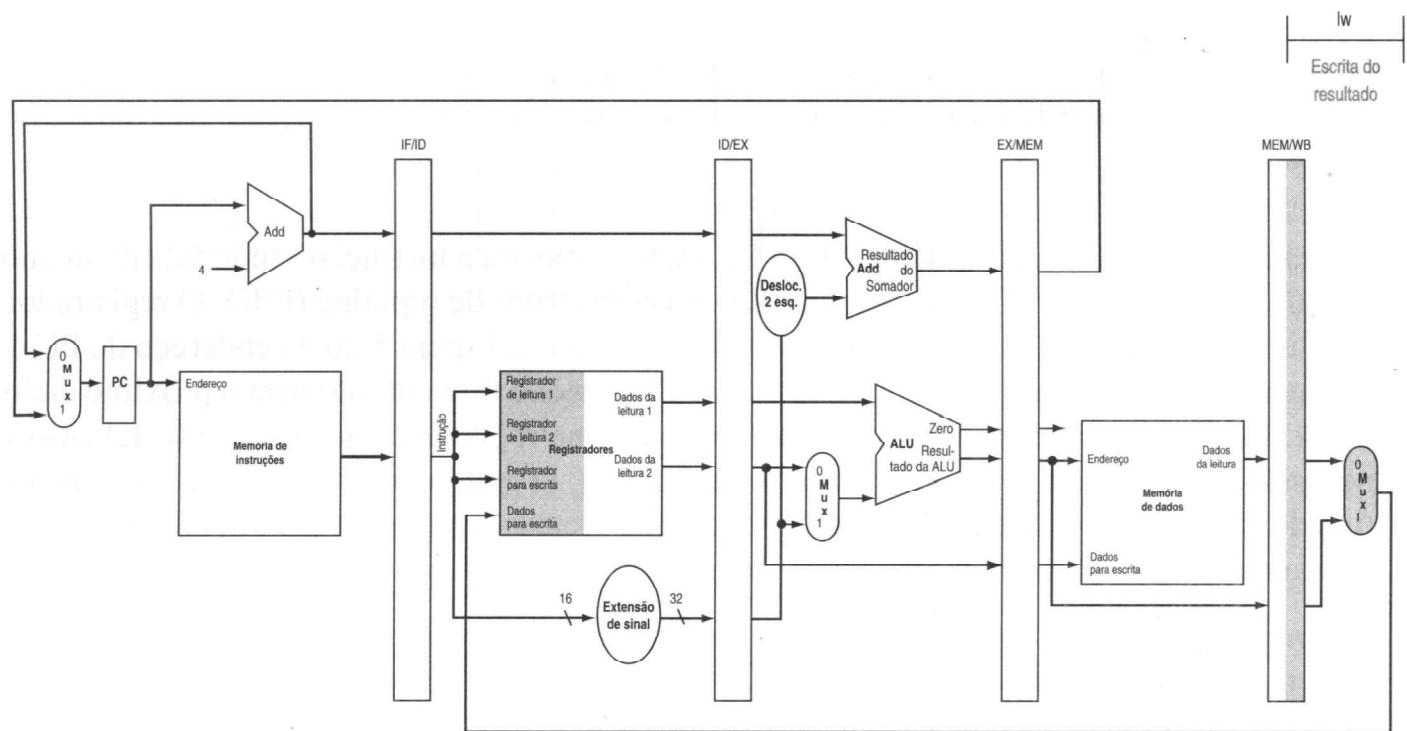 lw
Escrita do
resultado
IF/ID
ID/EX
EX/MEM
MEM/WB
Add
4
Resultado
Add do
Somador
Desloc.
2 esq.
0
M
u
x
1
PC
Endereço
Memória de
instruções
Instrução
Registrador
de leitura 1
Registrador
de leitura 2
Registradores
Registrador
para escrita
Dados
para escrita
Dados da
leitura 1
Dados da
leitura 2
0
M
u
x
1
Zero
ALU Resul-
tado da ALU
Endereço
Dados
da leitura
Memória
de dados
Dados
para escrita
0
M
u
x
1
16
Extensão
de sinal
32